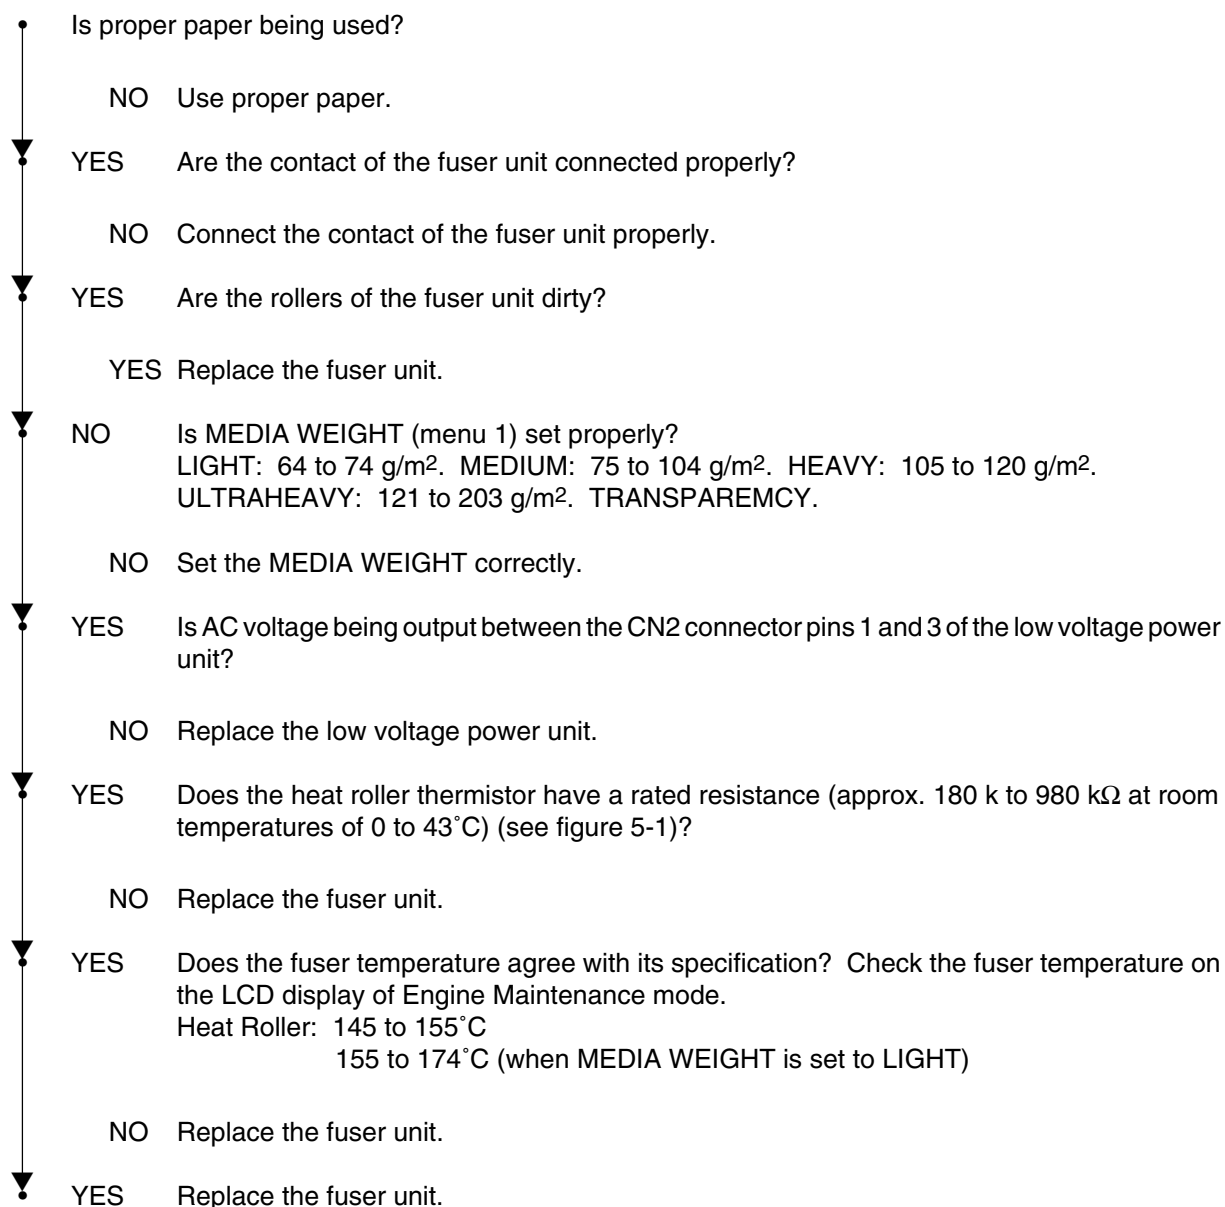 Is proper paper being used?
NO Use proper paper.
YES Are the contact of the fuser unit connected properly?
NO Connect the contact of the fuser unit properly.
YES Are the rollers of the fuser unit dirty?
YES Replace the fuser unit.
NO Is MEDIA WEIGHT (menu 1) set properly?
LIGHT: 64 to 74 g/m². MEDIUM: 75 to 104 g/m². HEAVY: 105 to 120 g/m².
ULTRAHEAVY: 121 to 203 g/m². TRANSPAREMCY.
NO Set the MEDIA WEIGHT correctly.
YES Is AC voltage being output between the CN2 connector pins 1 and 3 of the low voltage power
unit?
NO Replace the low voltage power unit.
YES Does the heat roller thermistor have a rated resistance (approx. 180 k to 980 kΩ at room
temperatures of 0 to 43˚C) (see figure 5-1)?
NO Replace the fuser unit.
YES Does the fuser temperature agree with its specification? Check the fuser temperature on
the LCD display of Engine Maintenance mode.
Heat Roller: 145 to 155˚C
155 to 174˚C (when MEDIA WEIGHT is set to LIGHT)
NO Replace the fuser unit.
YES Replace the fuser unit.